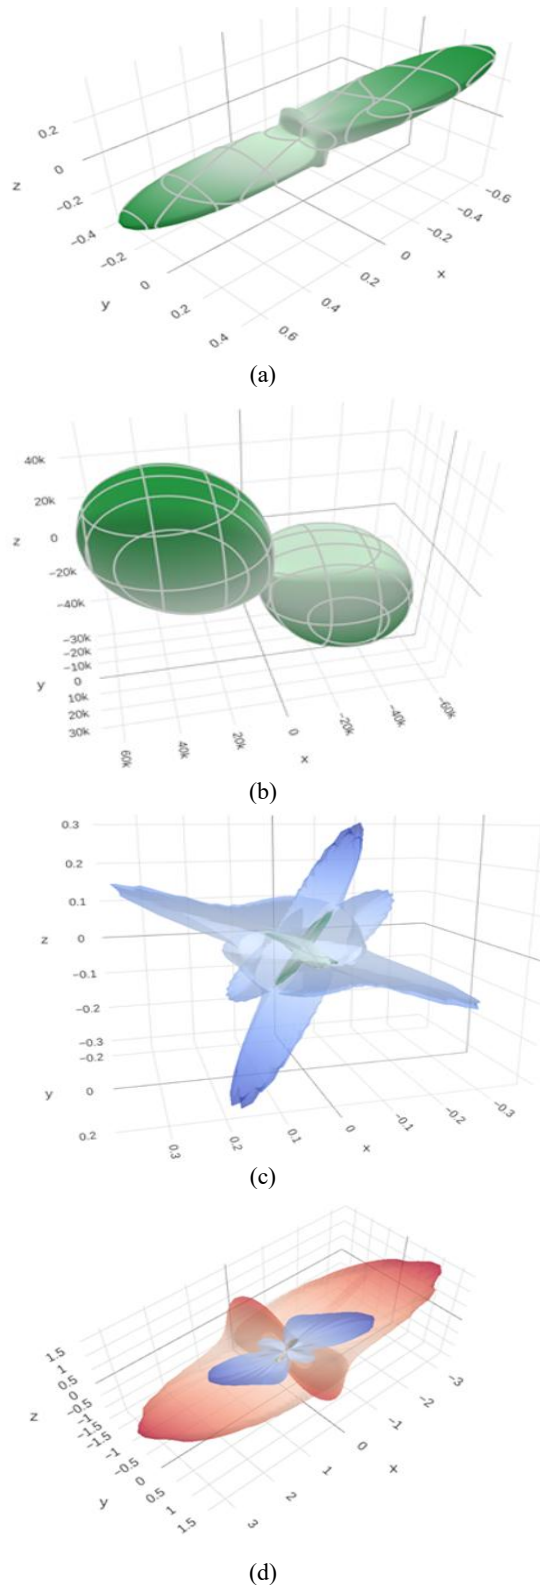 0.2
0
z
−0.2
−0.4
−0.2
y
0
0.2
0.4
0.6
0.4
0.2
0
x
−0.2
−0.4
−0.6
(a)
40k
20k
z
0
−20k
−40k
−30k
−20k
−10k
y
0
10k
20k
30k
60k
40k
20k
0
x
−20k
−40k
−60k
(b)
0.3
0.2
0.1
z
0
−0.1
−0.2
−0.3
−0.2
y
0
0.2
0.3
0.2
0.1
0
x
−0.1
−0.2
−0.3
(c)
1.5
1
0.5
z
0
−0.5
−1
−1.5
−1.5
−1
−0.5
y
0
0.5
1
1.5
3
2
1
0
x
−1
−2
−3
(d)